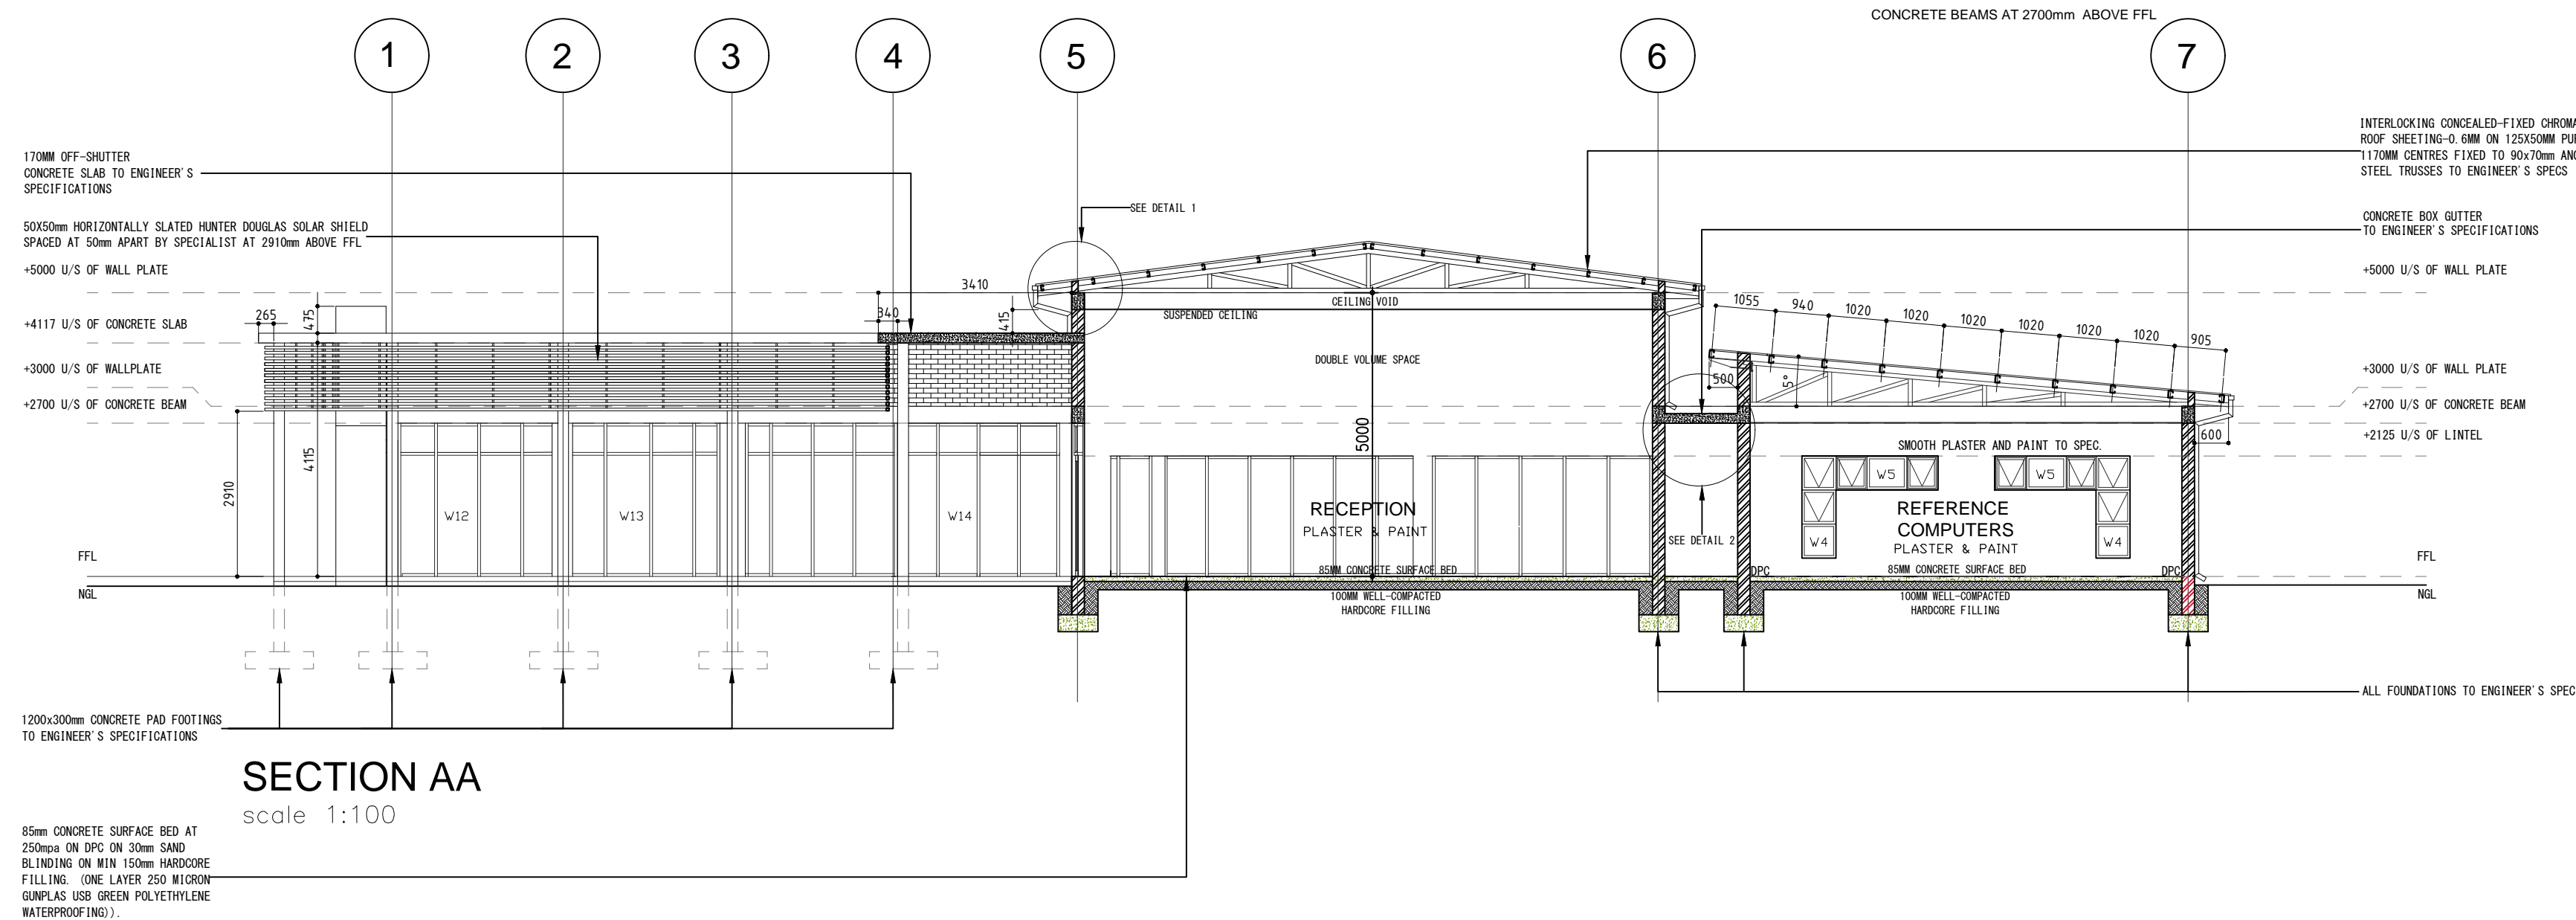 CONCRETE BEAMS AT 2700mm ABOVE FFL
1
2
3
4
5
6
7
170MM OFF-SHUTTER
CONCRETE SLAB TO ENGINEER'S
SPECIFICATIONS
50X50mm HORIZONTALLY SLATED HUNTER DOUGLAS SOLAR SHIELD
SPACED AT 50mm APART BY SPECIALIST AT 2910mm ABOVE FFL
+5000 U/S OF WALL PLATE
+4117 U/S OF CONCRETE SLAB
+3000 U/S OF WALLPLATE
+2700 U/S OF CONCRETE BEAM
FFL
NGL
265
475
4115
2910
3410
340
415
W12
W13
W14
SEE DETAIL 1
CEILING VOID
SUSPENDED CEILING
DOUBLE VOLUME SPACE
5000
RECEPTION
PLASTER & PAINT
85MM CONCRETE SURFACE BED
100MM WELL-COMPACTED
HARDCORE FILLING
1055
940
1020
1020
1020
1020
1020
1020
905
500
5°
600
SMOOTH PLASTER AND PAINT TO SPEC.
W5
W5
REFERENCE
COMPUTERS
PLASTER & PAINT
W4
W4
SEE DETAIL 2
DPC
85MM CONCRETE SURFACE BED
DPC
100MM WELL-COMPACTED
HARDCORE FILLING
INTERLOCKING CONCEALED-FIXED CHROMA
ROOF SHEETING-0.6MM ON 125X50MM PU
1170MM CENTRES FIXED TO 90x70mm AN
STEEL TRUSSES TO ENGINEER'S SPECS
CONCRETE BOX GUTTER
TO ENGINEER'S SPECIFICATIONS
+5000 U/S OF WALL PLATE
+3000 U/S OF WALL PLATE
+2700 U/S OF CONCRETE BEAM
+2125 U/S OF LINTEL
FFL
NGL
ALL FOUNDATIONS TO ENGINEER'S SPEC
1200x300mm CONCRETE PAD FOOTINGS
TO ENGINEER'S SPECIFICATIONS
SECTION AA
scale 1:100
85mm CONCRETE SURFACE BED AT
250mpa ON DPC ON 30mm SAND
BLINDING ON MIN 150mm HARDCORE
FILLING. (ONE LAYER 250 MICRON
GUNPLAS USB GREEN POLYETHYLENE
WATERPROOFING)).